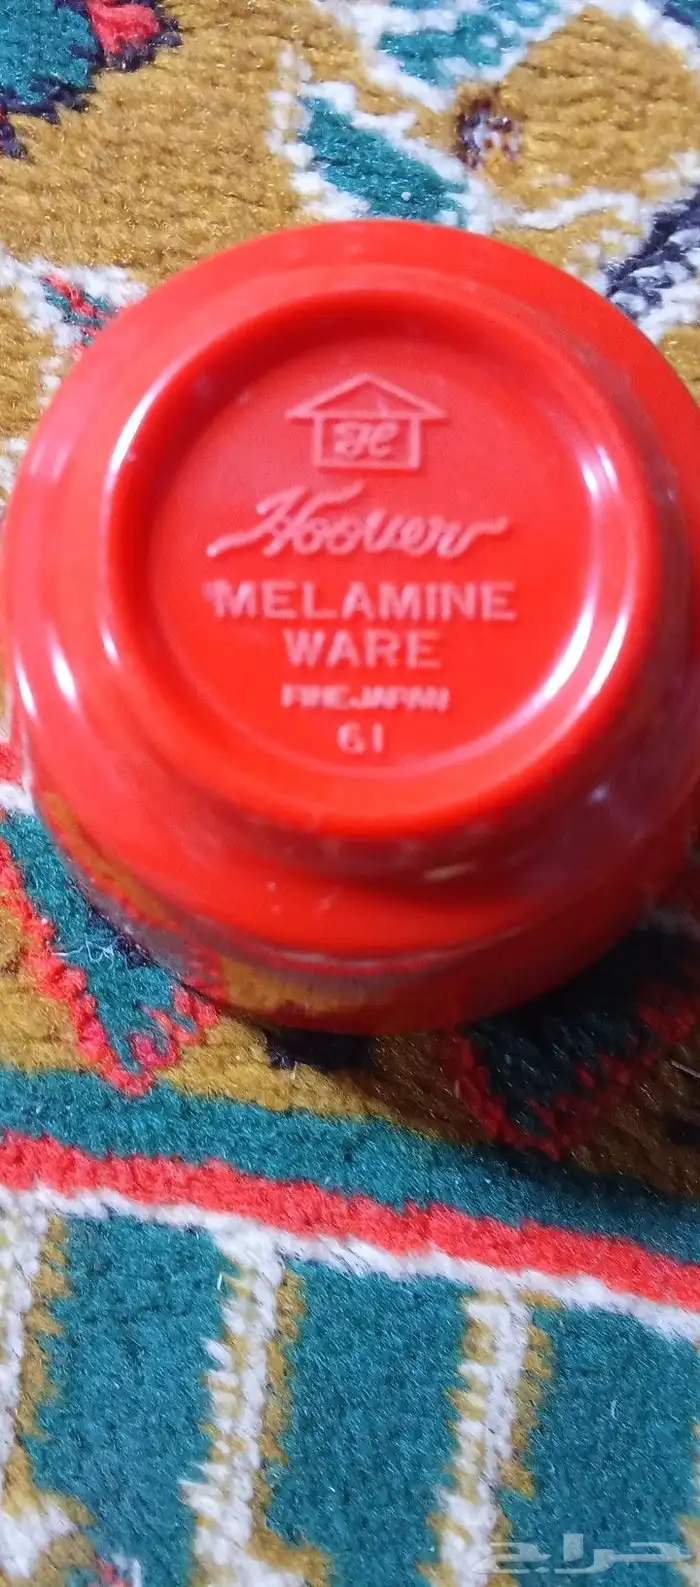 H
Hoover
MELAMINE
WARE
FINE JAPAN
61
حراج